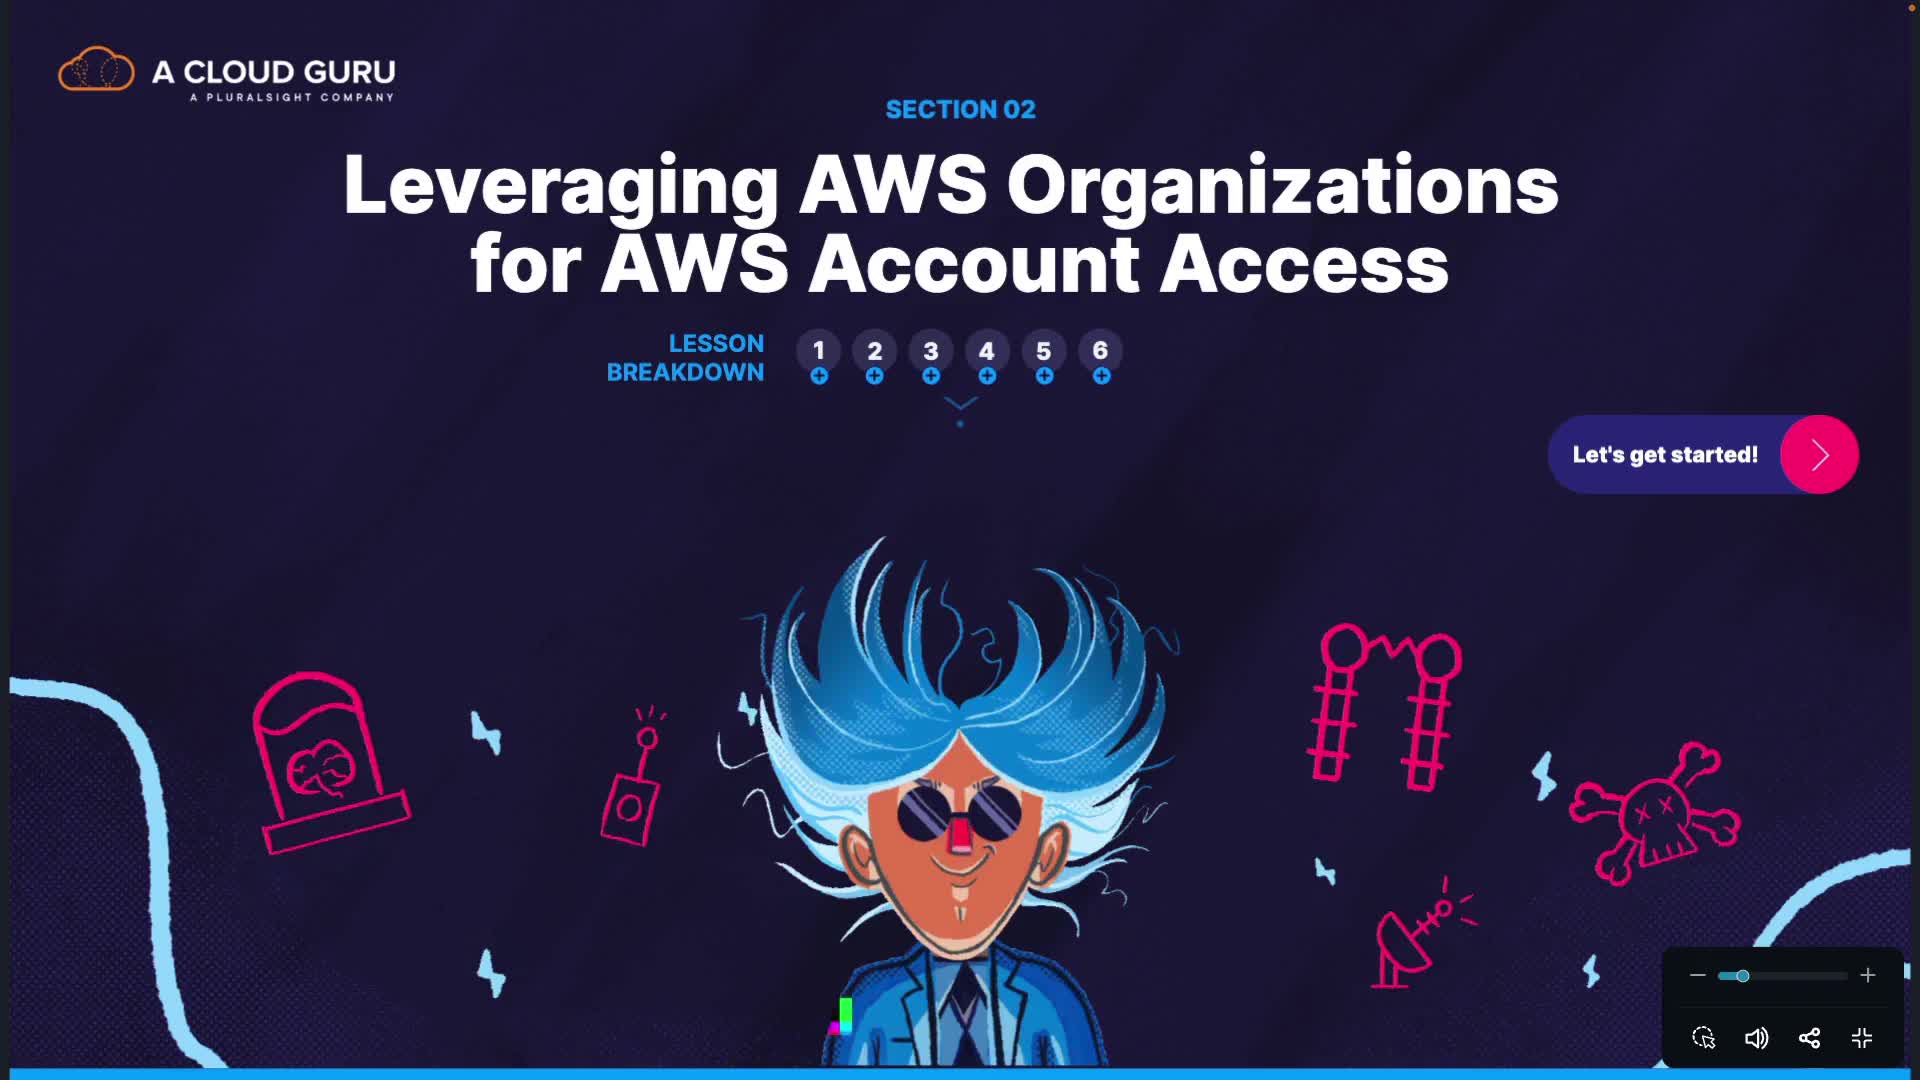 A CLOUD GURU
A PLURALSIGHT COMPANY
SECTION 02
Leveraging AWS Organizations
for AWS Account Access
LESSON
BREAKDOWN
1 2 3 4 5 6
Let's get started!